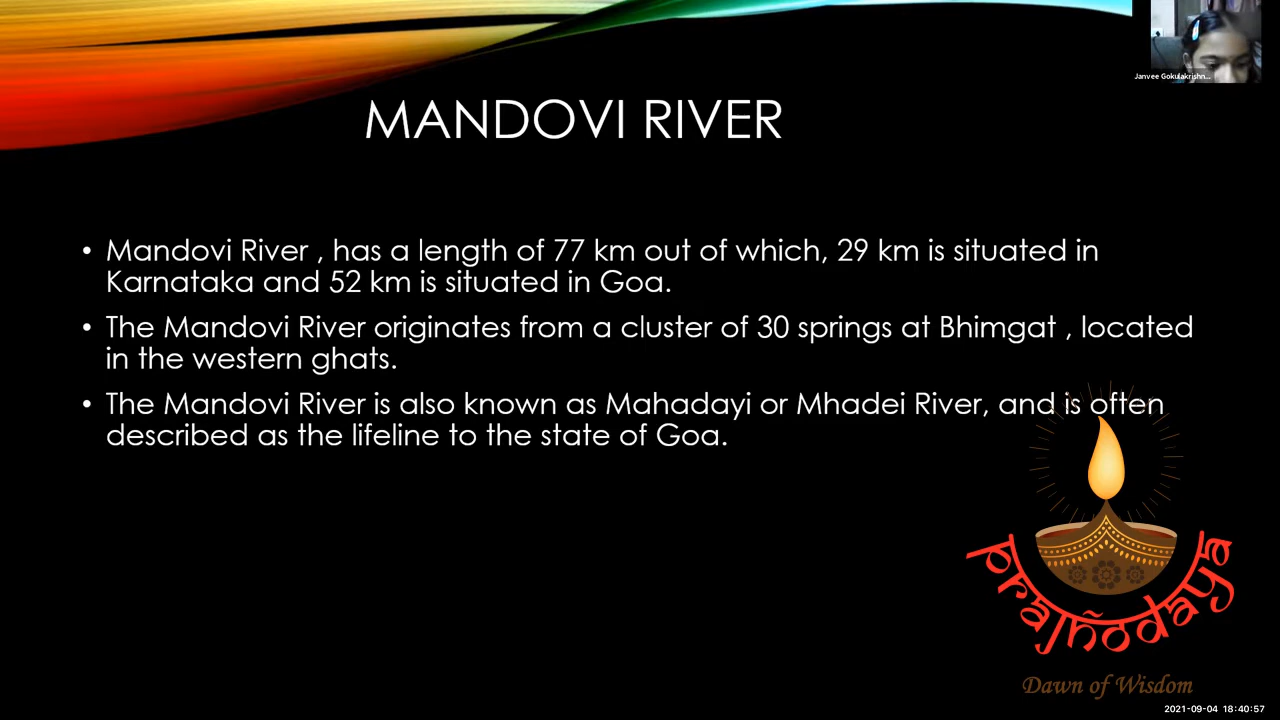 Janvee Gokulakrishn...
MANDOVI RIVER
• Mandovi River , has a length of 77 km out of which, 29 km is situated in
Karnataka and 52 km is situated in Goa.
• The Mandovi River originates from a cluster of 30 springs at Bhimgat , located
in the western ghats.
• The Mandovi River is also known as Mahadayi or Mhadei River, and is often
described as the lifeline to the state of Goa.
prajñodaya
Dawn of Wisdom
2021-09-04 18:40:57